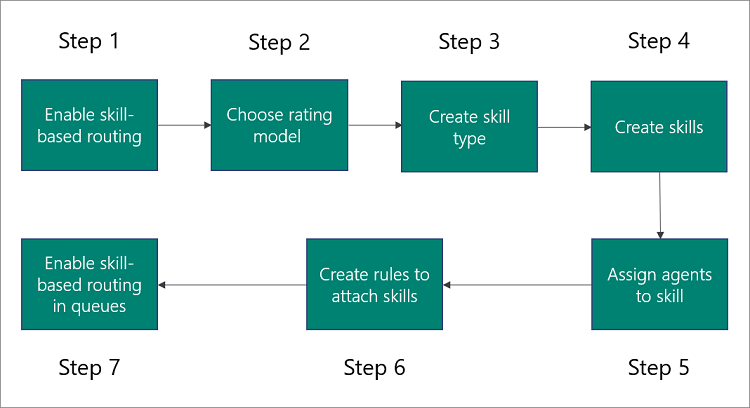 Step 1
Step 2
Step 3
Step 4
Enable skill-
based routing
Choose rating
model
Create skill
type
Create skills
Enable skill-
based routing
in queues
Create rules to
attach skills
Assign agents
to skill
Step 7
Step 6
Step 5